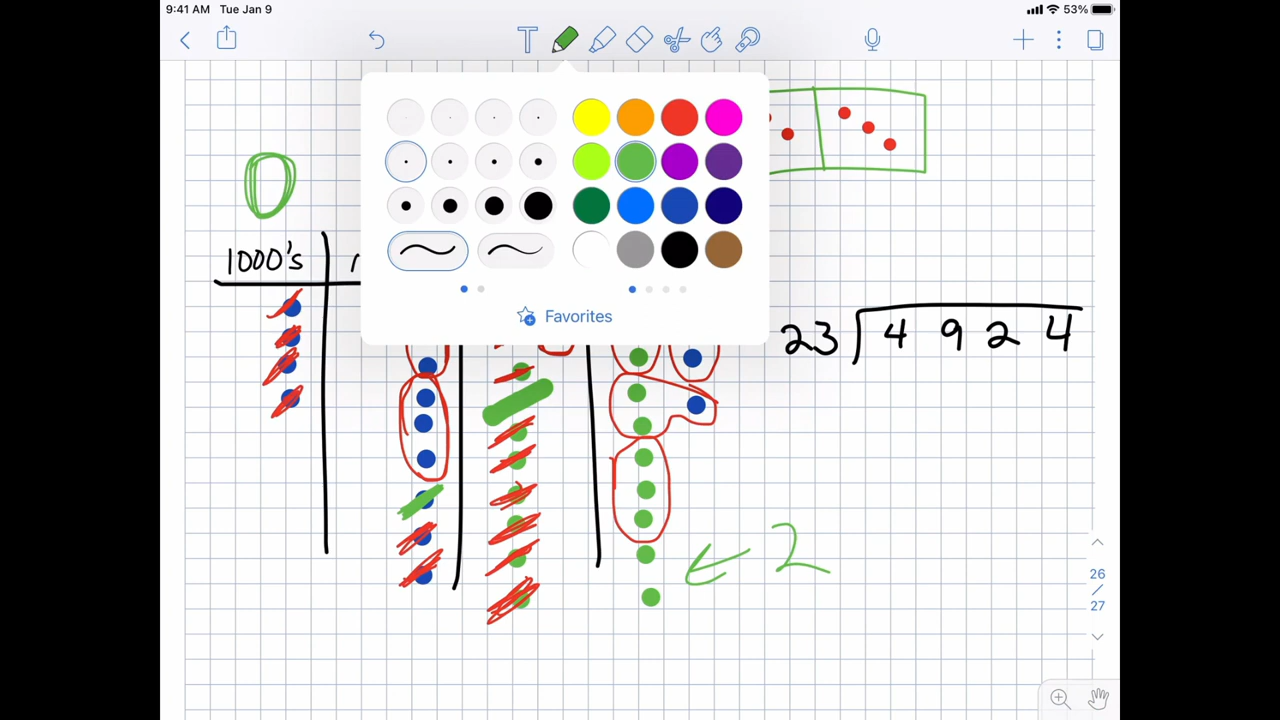 9:41 AM Tue Jan 9
53%
T
0
1000's
Favorites
23 4 9 2 4
2
26
/
27